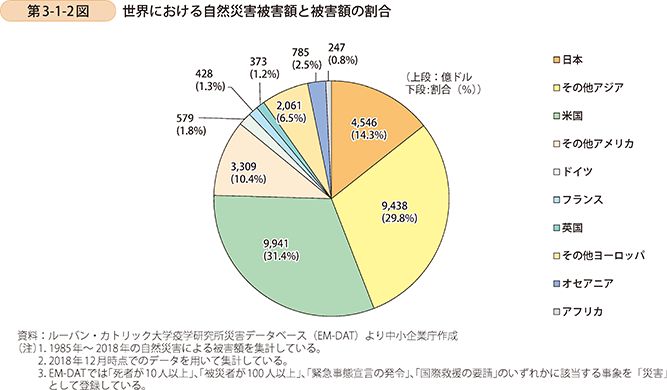 第3-1-2図 世界における自然災害被害額と被害額の割合
(上段:億ドル
下段:割合(%))
4,546
(14.3%)
9,438
(29.8%)
9,941
(31.4%)
3,309
(10.4%)
579
(1.8%)
428
(1.3%)
373
(1.2%)
2,061
(6.5%)
785
(2.5%)
247
(0.8%)
日本
その他アジア
米国
その他アメリカ
ドイツ
フランス
英国
その他ヨーロッパ
オセアニア
アフリカ
資料:ルーバン・カトリック大学疫学研究所災害データベース(EM-DAT)より中小企業庁作成
(注)1. 1985年~2018年の自然災害による被害額を集計している。
2. 2018年12月時点でのデータを用いて集計している。
3. EM-DATでは「死者が10人以上」、「被災者が100人以上」、「緊急事態宣言の発令」、「国際救援の要請」のいずれかに該当する事象を「災害」
として登録している。